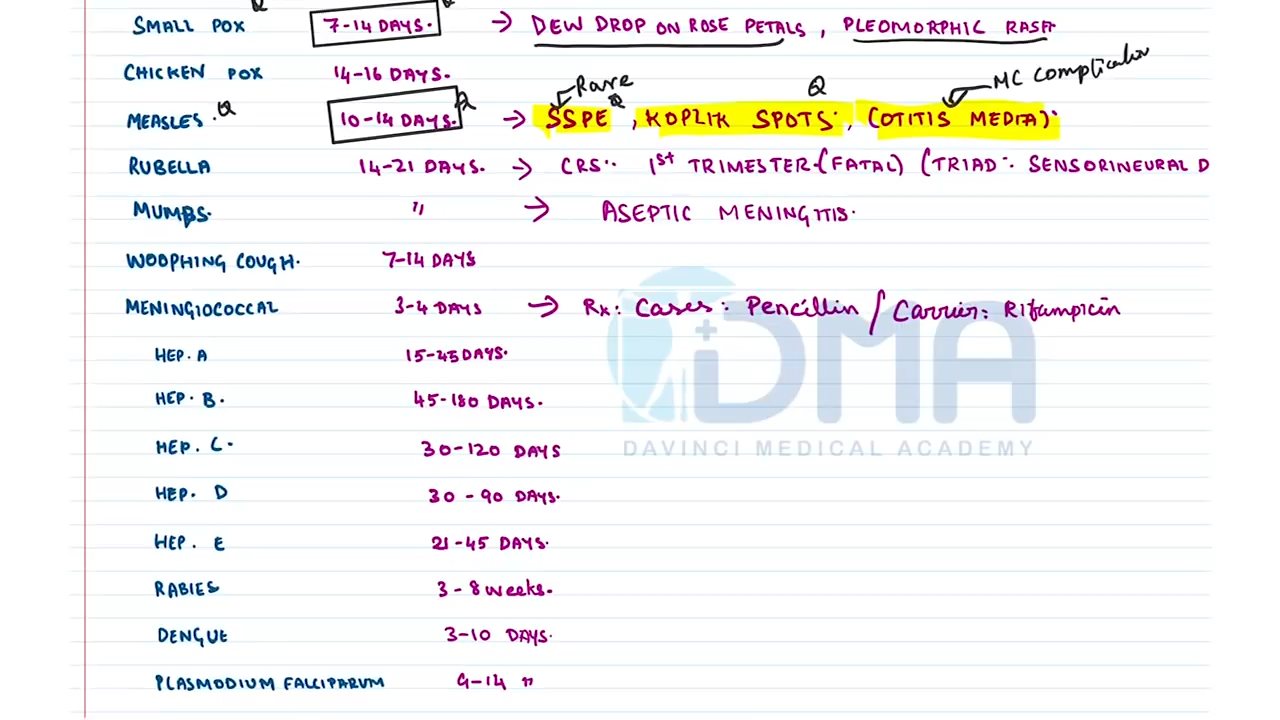 Q Q
SMALL POX 7-14 DAYS. → DEW DROP ON ROSE PETALS, PLEOMORPHIC RASH
CHICKEN POX 14-16 DAYS.
Rare Q Q MC Complication
MEASLES. Q 10-14 DAYS. Q → SSPE, KOPLIK SPOTS, (OTITIS MEDIA)
RUBELLA 14-21 DAYS. → CRS: 1st TRIMESTER-(FATAL) (TRIAD: SENSORINEURAL D
MUMPS. " → ASEPTIC MENINGITIS.
WOOPHING COUGH. 7-14 DAYS
MENINGIOCOCCAL 3-4 DAYS → Rx: Cases: Pencillin / Carrier: Rifampicin
HEP. A 15-45 DAYS.
HEP. B. 45-180 DAYS.
HEP. C. 30-120 DAYS
HEP. D 30-90 DAYS.
HEP. E 21-45 DAYS.
RABIES 3-8 weeks.
DENGUE 3-10 DAYS.
PLASMODIUM FALCIPARUM 9-14 "
DMA
DAVINCI MEDICAL ACADEMY